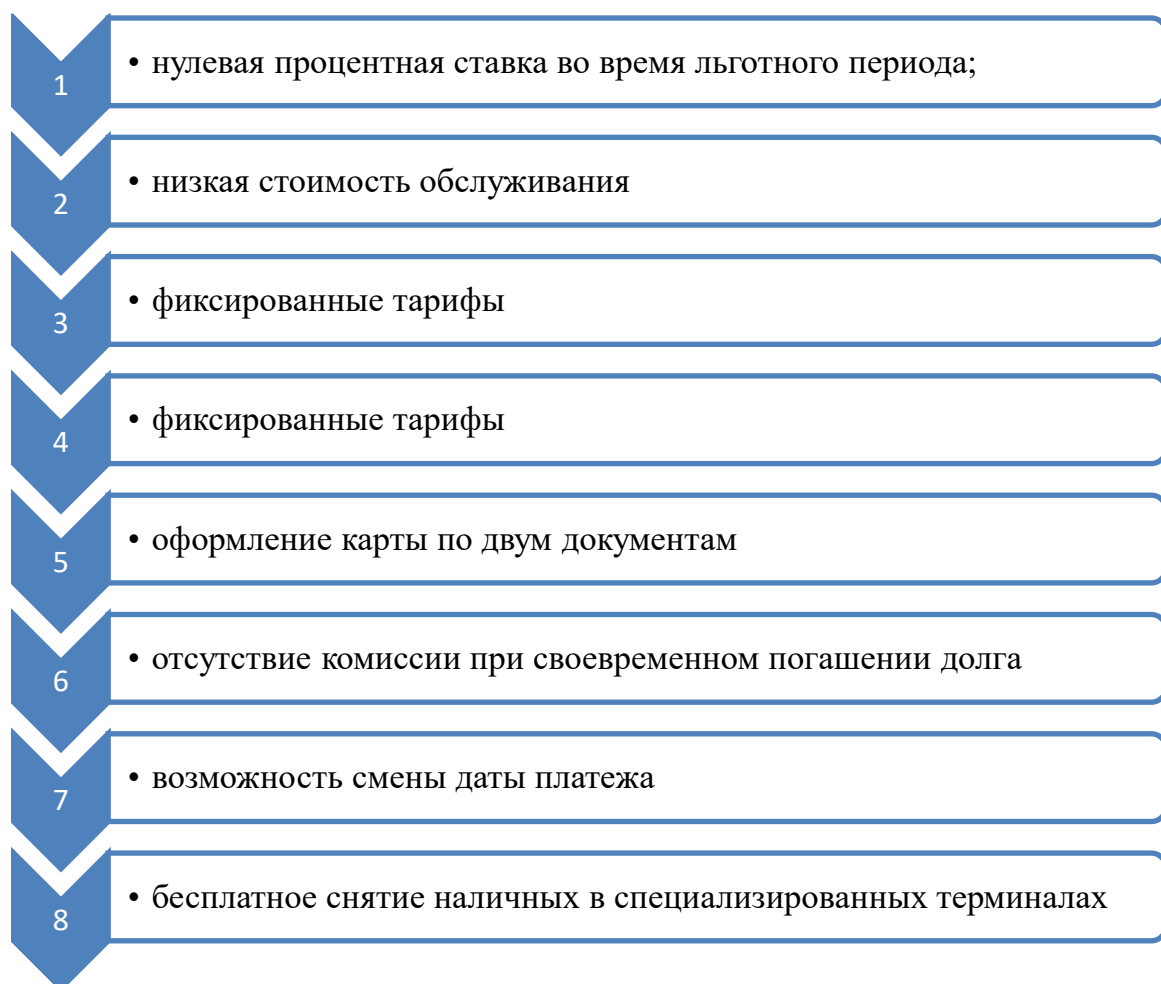 1
• нулевая процентная ставка во время льготного периода;
2
• низкая стоимость обслуживания
3
• фиксированные тарифы
4
• фиксированные тарифы
5
• оформление карты по двум документам
6
• отсутствие комиссии при своевременном погашении долга
7
• возможность смены даты платежа
8
• бесплатное снятие наличных в специализированных терминалах